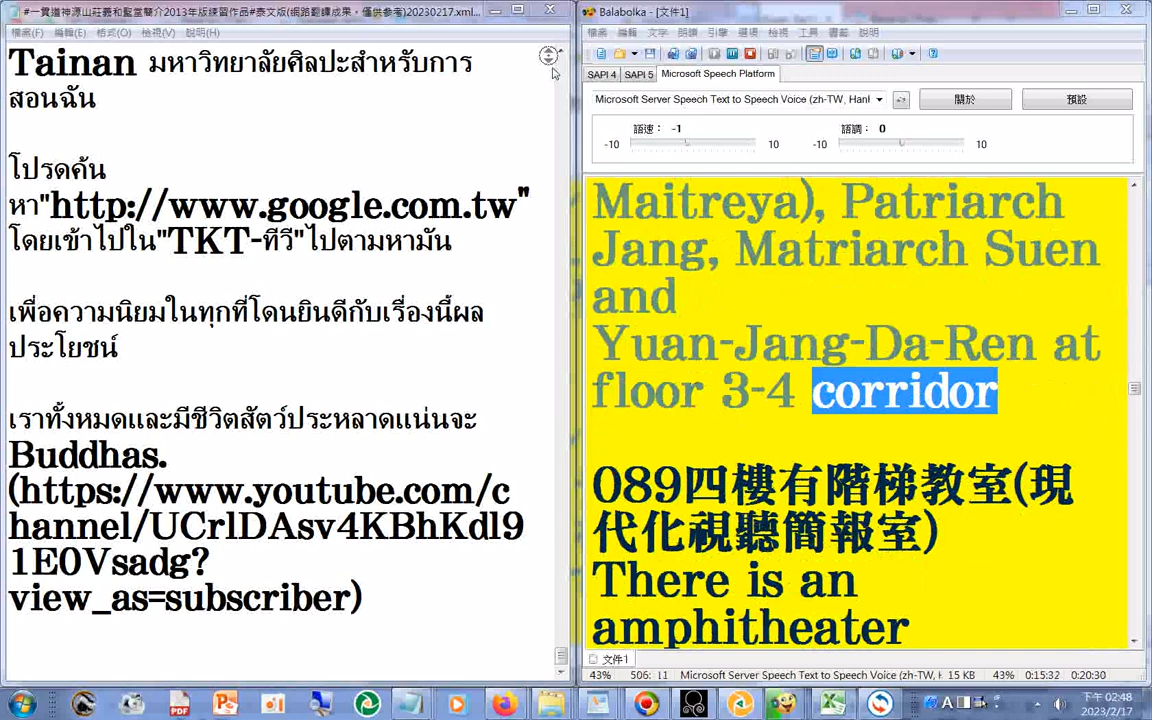 #一貫道神源山莊義和聖堂簡介2013年版練習作品#泰文版(網路翻譯成果。僅供參考)20230217.xml...
檔案(F) 編輯(E) 格式(O) 檢視(V) 說明(H)
Tainan มหาวิทยาลัยศิลปะสำหรับการ
สอนฉัน
โปรดค้น
หา"http://www.google.com.tw"
โดยเข้าไปใน"TKT-ทีวี"ไปตามหามัน
เพื่อความนิยมในทุกที่โดนยินดีกับเรื่องนี้ผล
ประโยชน์
เราทั้งหมดและมีชีวิตสัตว์ประหลาดแน่นจะ
Buddhas.
(https://www.youtube.com/c
hannel/UCrlDAsv4KBhKdl9
1E0Vsadg?
view_as=subscriber)
Balabolka - [文件1]
檔案 編輯 文字 朗讀 引擎 選項 檢視 工具 書籤 說明
SAPI 4 SAPI 5 Microsoft Speech Platform
Microsoft Server Speech Text to Speech Voice (zh-TW, Hanl 關於 預設
語速： -1 語調： 0
-10 10 -10 10
Maitreya), Patriarch
Jang, Matriarch Suen
and
Yuan-Jang-Da-Ren at
floor 3-4 corridor
089四樓有階梯教室(現
代化視聽簡報室)
There is an
amphitheater
文件1
43% 506: 11 Microsoft Server Speech Text to Speech Voice (zh-TW, H 15 KB 43% 0:15:32 0:20:30
下午 02:48
2023/2/17